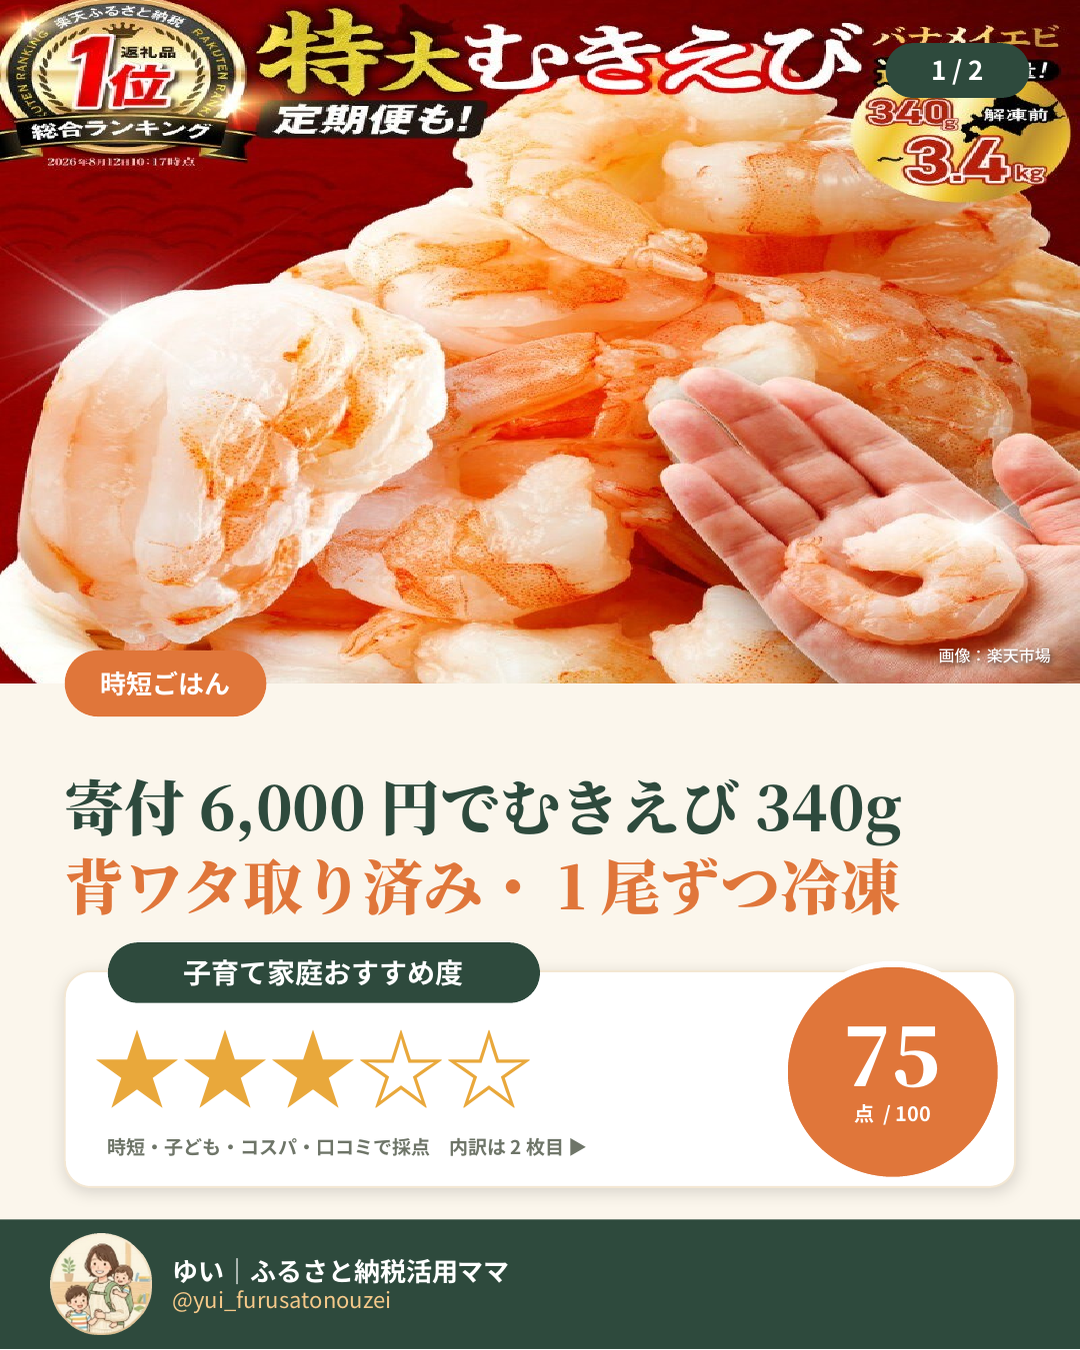 楽天ふるさと納税
RAKUTEN RANKING
返礼品
1位
総合ランキング
2026年8月12日10:17時点
特大むきえび
定期便も!
バナメイエビ
1 / 2
340g
解凍前
~3.4kg
画像：楽天市場
時短ごはん
寄付 6,000 円でむきえび 340g
背ワタ取り済み・１尾ずつ冷凍
子育て家庭おすすめ度
★★★☆☆
75
点 / 100
時短・子ども・コスパ・口コミで採点　内訳は 2 枚目 ▶
ゆい｜ふるさと納税活用ママ
@yui_furusatonouzei